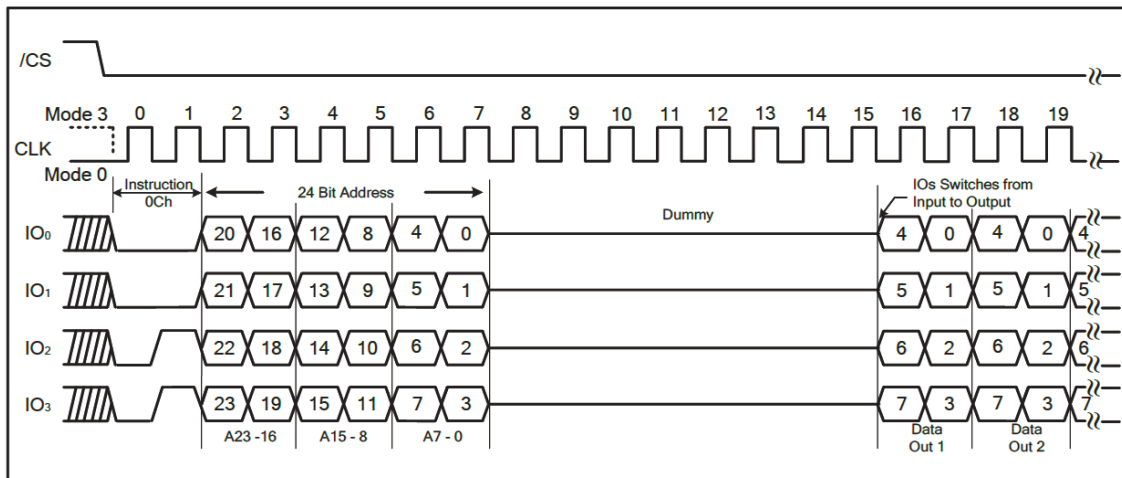 /CS
Mode 3 0 1 2 3 4 5 6 7 8 9 10 11 12 13 14 15 16 17 18 19
CLK
Mode 0
Instruction
0Ch
24 Bit Address
Dummy
IOs Switches from
Input to Output
IO0 20 16 12 8 4 0 4 0 4 0 4
IO1 21 17 13 9 5 1 5 1 5 1 5
IO2 22 18 14 10 6 2 6 2 6 2 6
IO3 23 19 15 11 7 3 7 3 7 3 7
A23 -16 A15 - 8 A7 - 0
Data
Out 1
Data
Out 2